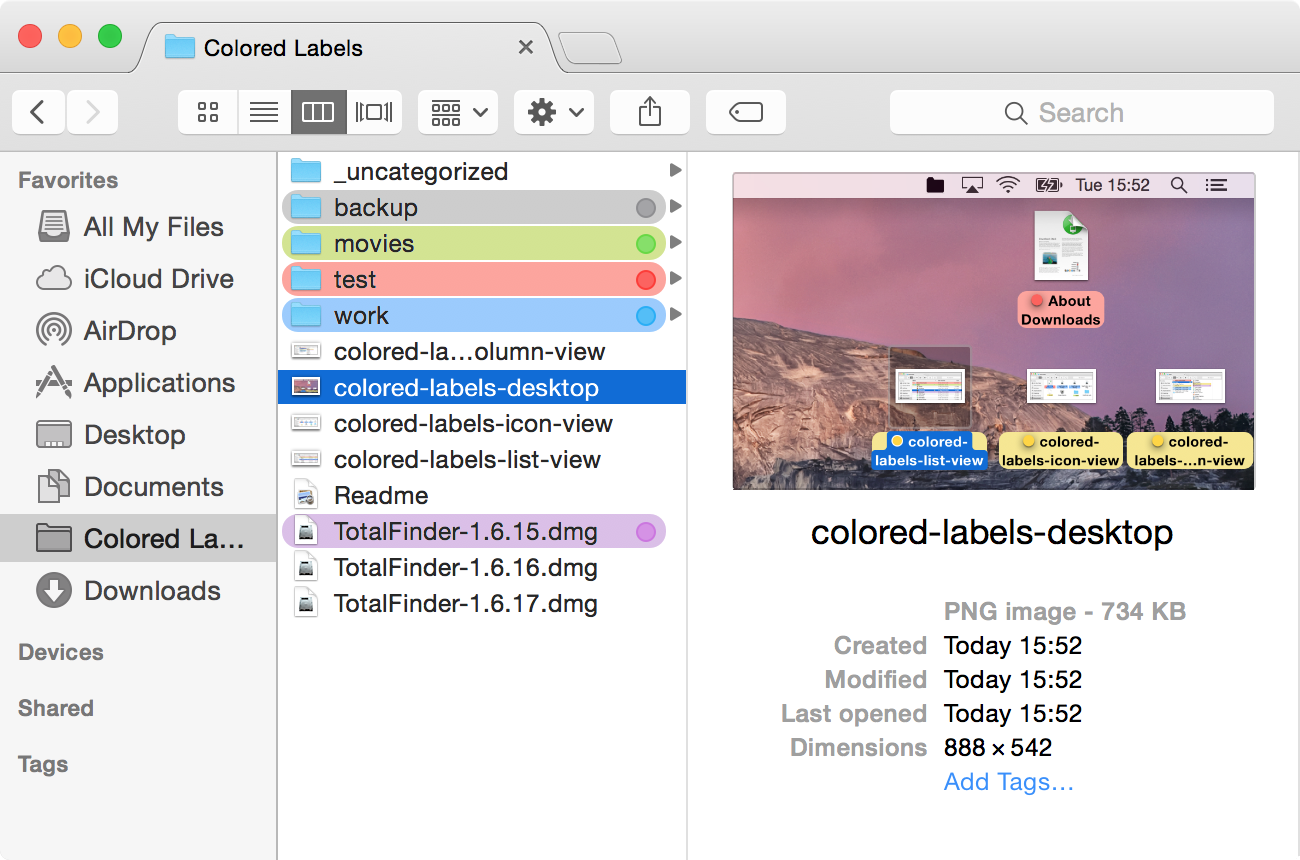 Colored Labels
Search
Favorites
All My Files
iCloud Drive
AirDrop
Applications
Desktop
Documents
Colored La...
Downloads
Devices
Shared
Tags
_uncategorized
backup
movies
test
work
colored-la...olumn-view
colored-labels-desktop
colored-labels-icon-view
colored-labels-list-view
Readme
TotalFinder-1.6.15.dmg
TotalFinder-1.6.16.dmg
TotalFinder-1.6.17.dmg
Tue 15:52
About
Downloads
colored-
labels-list-view
colored-
labels-icon-view
colored-
labels-...n-view
colored-labels-desktop
PNG image - 734 KB
Created Today 15:52
Modified Today 15:52
Last opened Today 15:52
Dimensions 888 × 542
Add Tags...